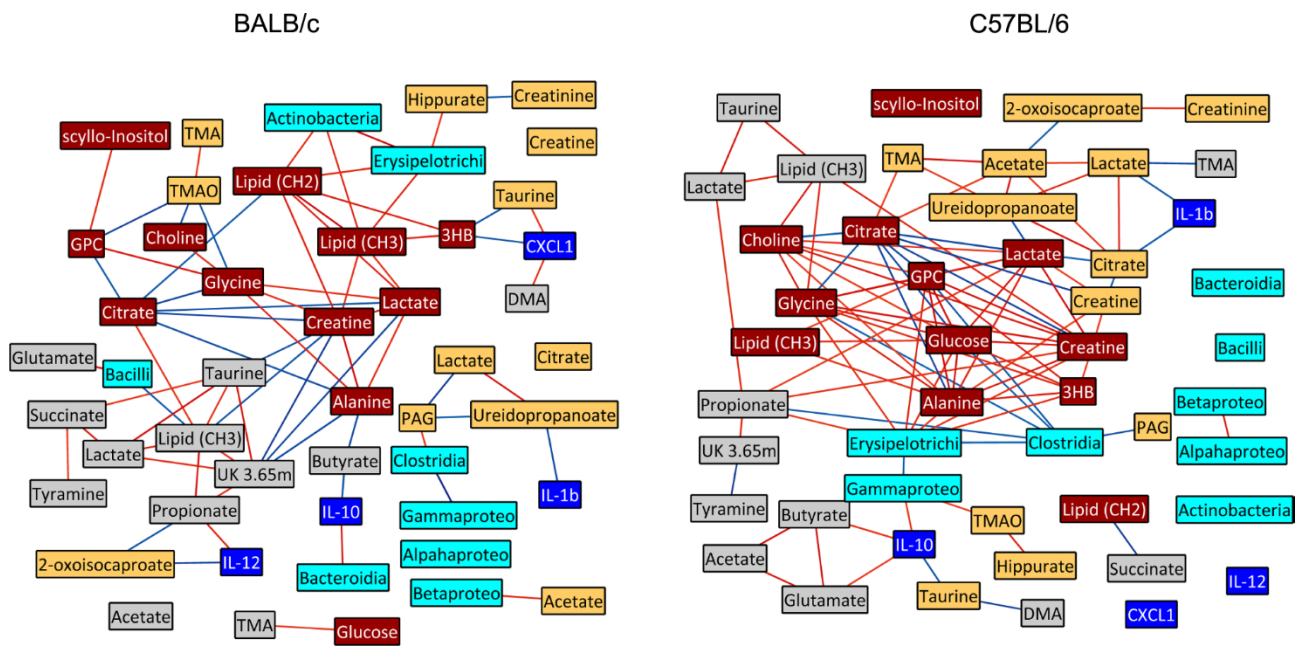 BALB/c
Hippurate
Creatinine
Actinobacteria
scyllo-Inositol
TMA
Creatine
Erysipelotrichi
Lipid (CH2)
TMAO
Taurine
GPC
Choline
Lipid (CH3)
3HB
CXCL1
Glycine
DMA
Citrate
Lactate
Creatine
Glutamate
Bacilli
Taurine
Lactate
Citrate
Alanine
Succinate
PAG
Ureidopropanoate
Lipid (CH3)
Lactate
Butyrate
Clostridia
UK 3.65m
Tyramine
IL-1b
Propionate
IL-10
Gammaproteo
2-oxoisocaproate
IL-12
Alpahaproteo
Bacteroidia
Betaproteo
Acetate
Acetate
TMA
Glucose
C57BL/6
Taurine
scyllo-Inositol
2-oxoisocaproate
Creatinine
TMA
Acetate
Lactate
TMA
Lipid (CH3)
Lactate
Ureidopropanoate
IL-1b
Choline
Citrate
Lactate
Citrate
GPC
Bacteroidia
Glycine
Creatine
Lipid (CH3)
Glucose
Creatine
Bacilli
3HB
Propionate
Alanine
Betaproteo
PAG
UK 3.65m
Erysipelotrichi
Clostridia
Alpahaproteo
Gammaproteo
Tyramine
Butyrate
TMAO
Lipid (CH2)
Actinobacteria
IL-10
Acetate
Hippurate
Succinate
IL-12
Glutamate
Taurine
DMA
CXCL1